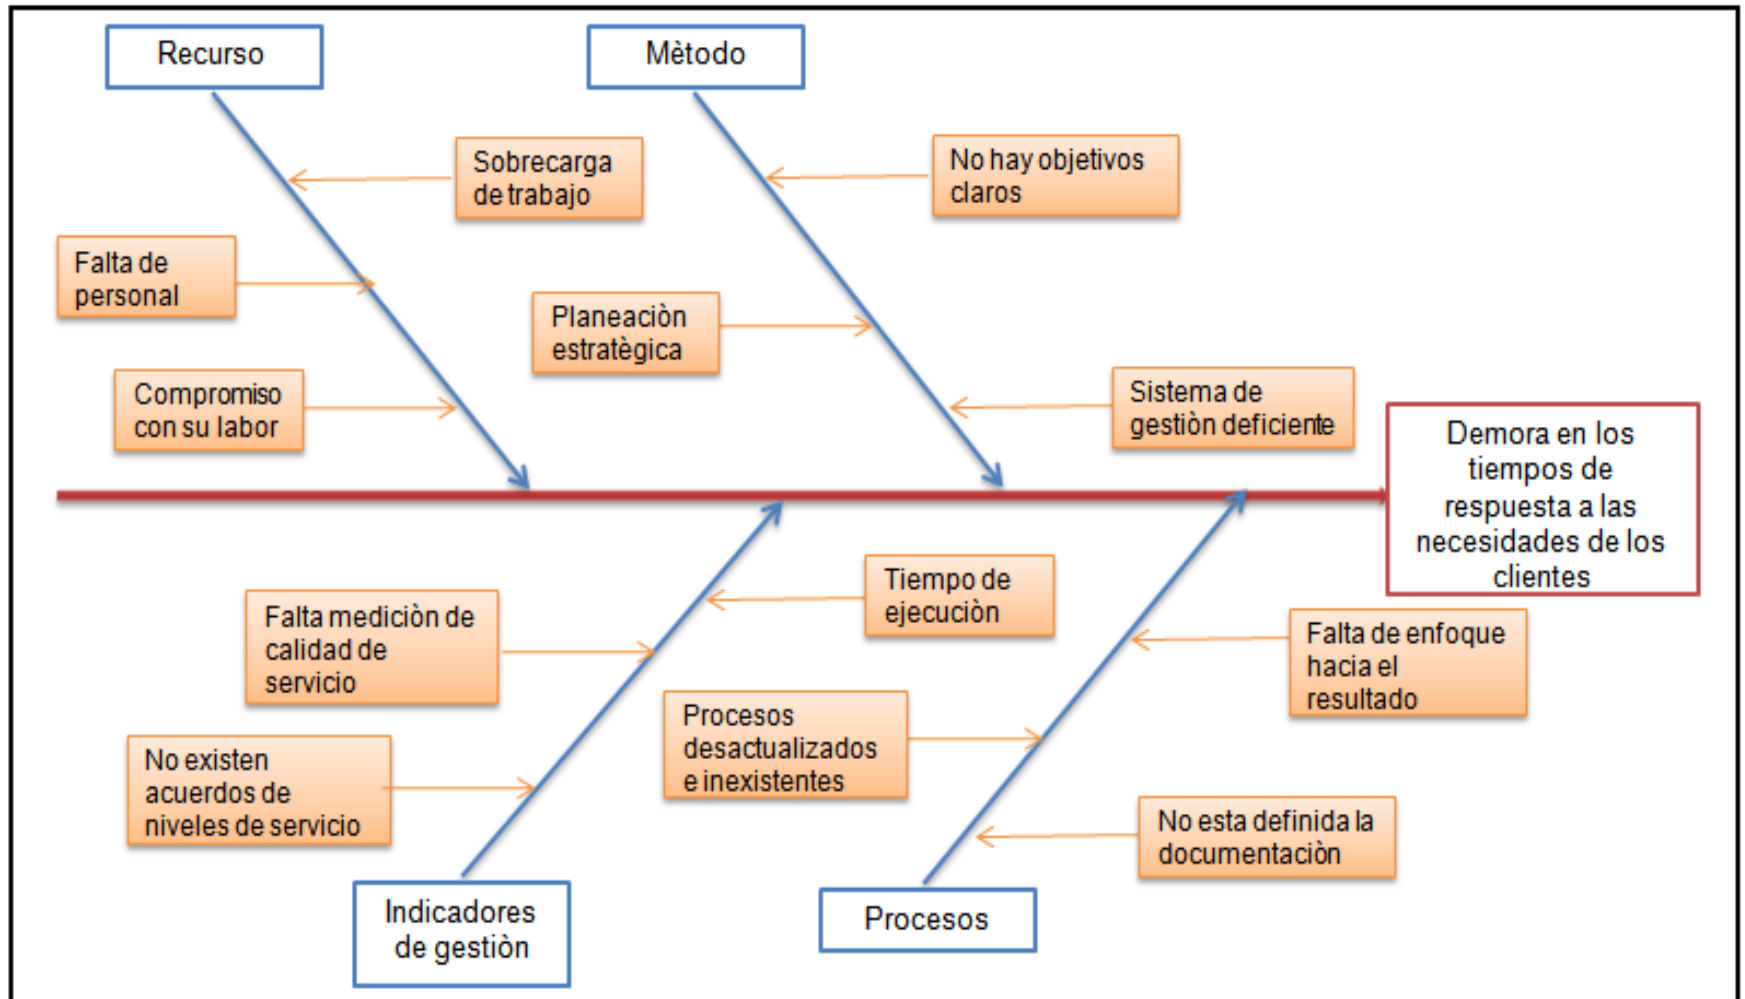 Recurso
Mètodo
Sobrecarga
de trabajo
No hay objetivos
claros
Falta de
personal
Planeaciòn
estratègica
Compromiso
con su labor
Sistema de
gestiòn deficiente
Demora en los
tiempos de
respuesta a las
necesidades de los
clientes
Tiempo de
ejecuciòn
Falta mediciòn de
calidad de
servicio
Falta de enfoque
hacia el
resultado
Procesos
desactualizados
e inexistentes
No existen
acuerdos de
niveles de servicio
No esta definida la
documentaciòn
Indicadores
de gestiòn
Procesos